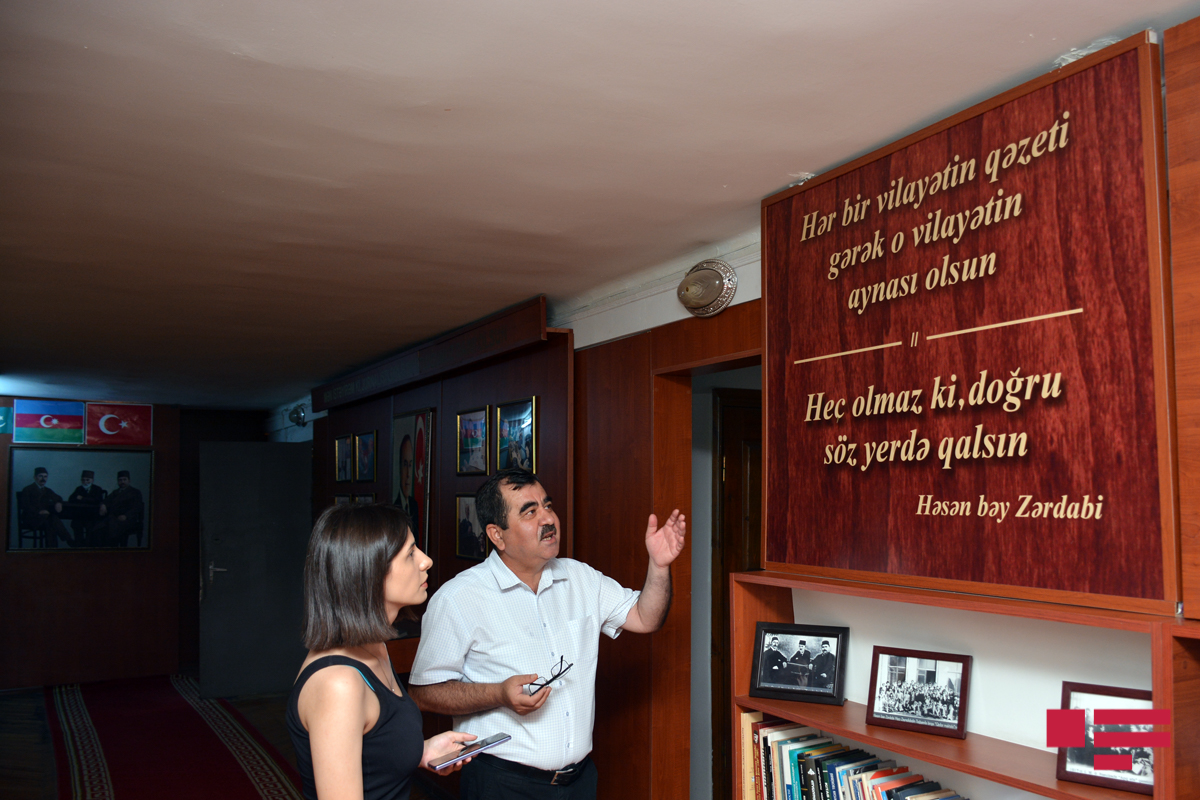 Hər bir vilayətin qəzeti
gərək o vilayətin
aynası olsun
"
Heç olmaz ki, doğru
söz yerdə qalsın
Həsən bəy Zərdabi